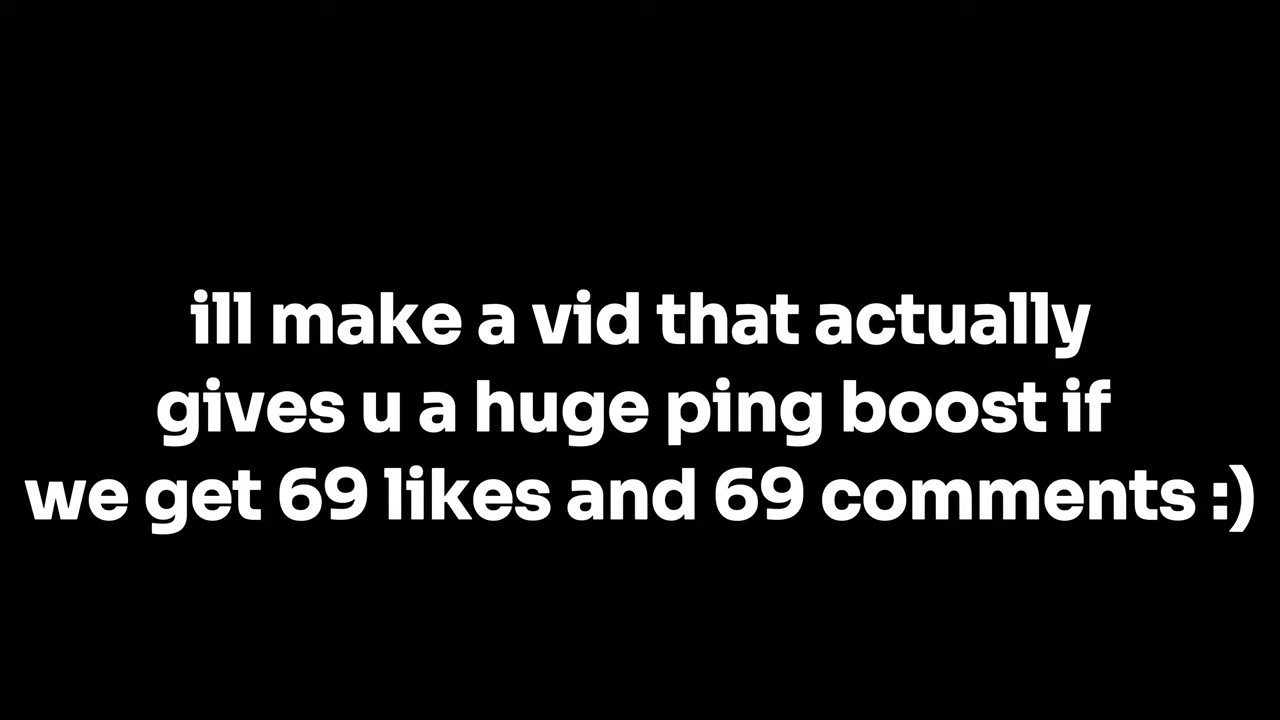 ill make a vid that actually
gives u a huge ping boost if
we get 69 likes and 69 comments :)